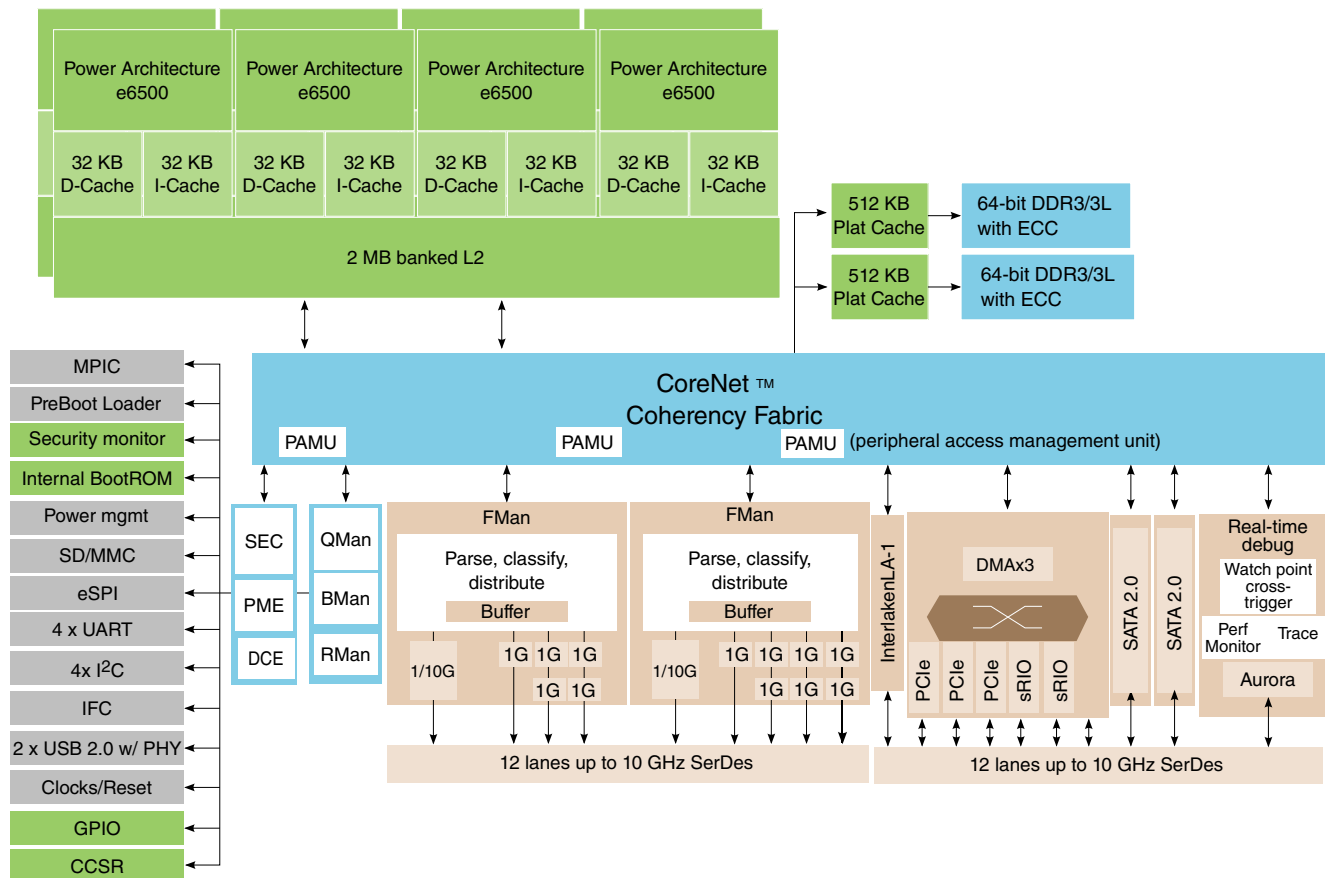 Power Architecture
e6500
Power Architecture
e6500
Power Architecture
e6500
Power Architecture
e6500
32 KB
D-Cache
32 KB
I-Cache
32 KB
D-Cache
32 KB
I-Cache
32 KB
D-Cache
32 KB
I-Cache
32 KB
D-Cache
32 KB
I-Cache
2 MB banked L2
512 KB
Plat Cache
64-bit DDR3/3L
with ECC
512 KB
Plat Cache
64-bit DDR3/3L
with ECC
MPIC
PreBoot Loader
Security monitor
Internal BootROM
Power mgmt
SD/MMC
eSPI
4 x UART
4x I²C
IFC
2 x USB 2.0 w/ PHY
Clocks/Reset
GPIO
CCSR
CoreNet ™
Coherency Fabric
PAMU
PAMU
PAMU (peripheral access management unit)
SEC
PME
DCE
QMan
BMan
RMan
FMan
Parse, classify,
distribute
Buffer
1/10G
1G 1G 1G
1G 1G
FMan
Parse, classify,
distribute
Buffer
1/10G
1G 1G 1G 1G
1G 1G 1G
InterlakenLA-1
DMAx3
PCIe
PCIe
PCIe
sRIO
sRIO
SATA 2.0
SATA 2.0
Real-time
debug
Watch point
cross-
trigger
Perf
Monitor
Trace
Aurora
12 lanes up to 10 GHz SerDes
12 lanes up to 10 GHz SerDes